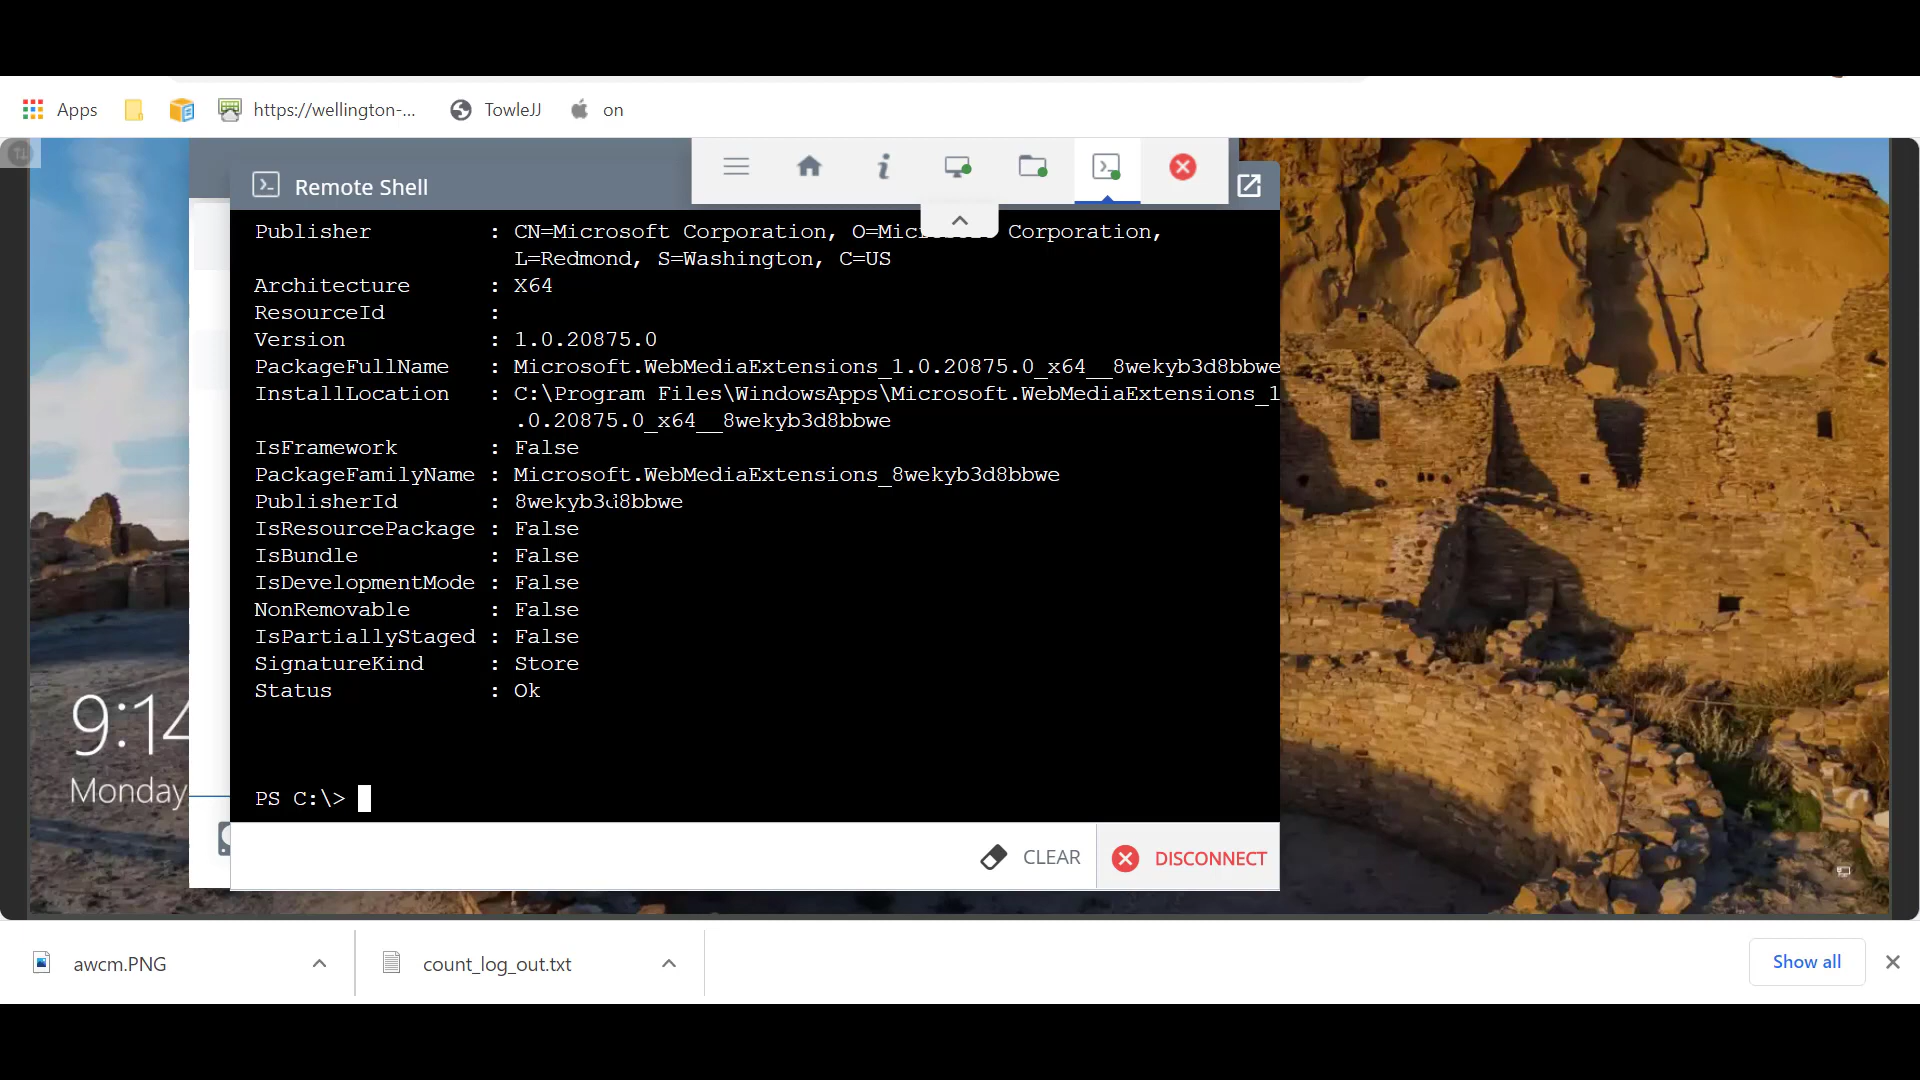 Apps
https://wellington-...
TowleJJ
on
Remote Shell
Publisher : CN=Microsoft Corporation, O=Mic Corporation,
L=Redmond, S=Washington, C=US
Architecture : X64
ResourceId :
Version : 1.0.20875.0
PackageFullName : Microsoft.WebMediaExtensions_1.0.20875.0_x64__8wekyb3d8bbwe
InstallLocation : C:\Program Files\WindowsApps\Microsoft.WebMediaExtensions_1
.0.20875.0_x64__8wekyb3d8bbwe
IsFramework : False
PackageFamilyName : Microsoft.WebMediaExtensions_8wekyb3d8bbwe
PublisherId : 8wekyb3d8bbwe
IsResourcePackage : False
IsBundle : False
IsDevelopmentMode : False
NonRemovable : False
IsPartiallyStaged : False
SignatureKind : Store
Status : Ok
PS C:\>
9:14
Monday
CLEAR
DISCONNECT
awcm.PNG
count_log_out.txt
Show all